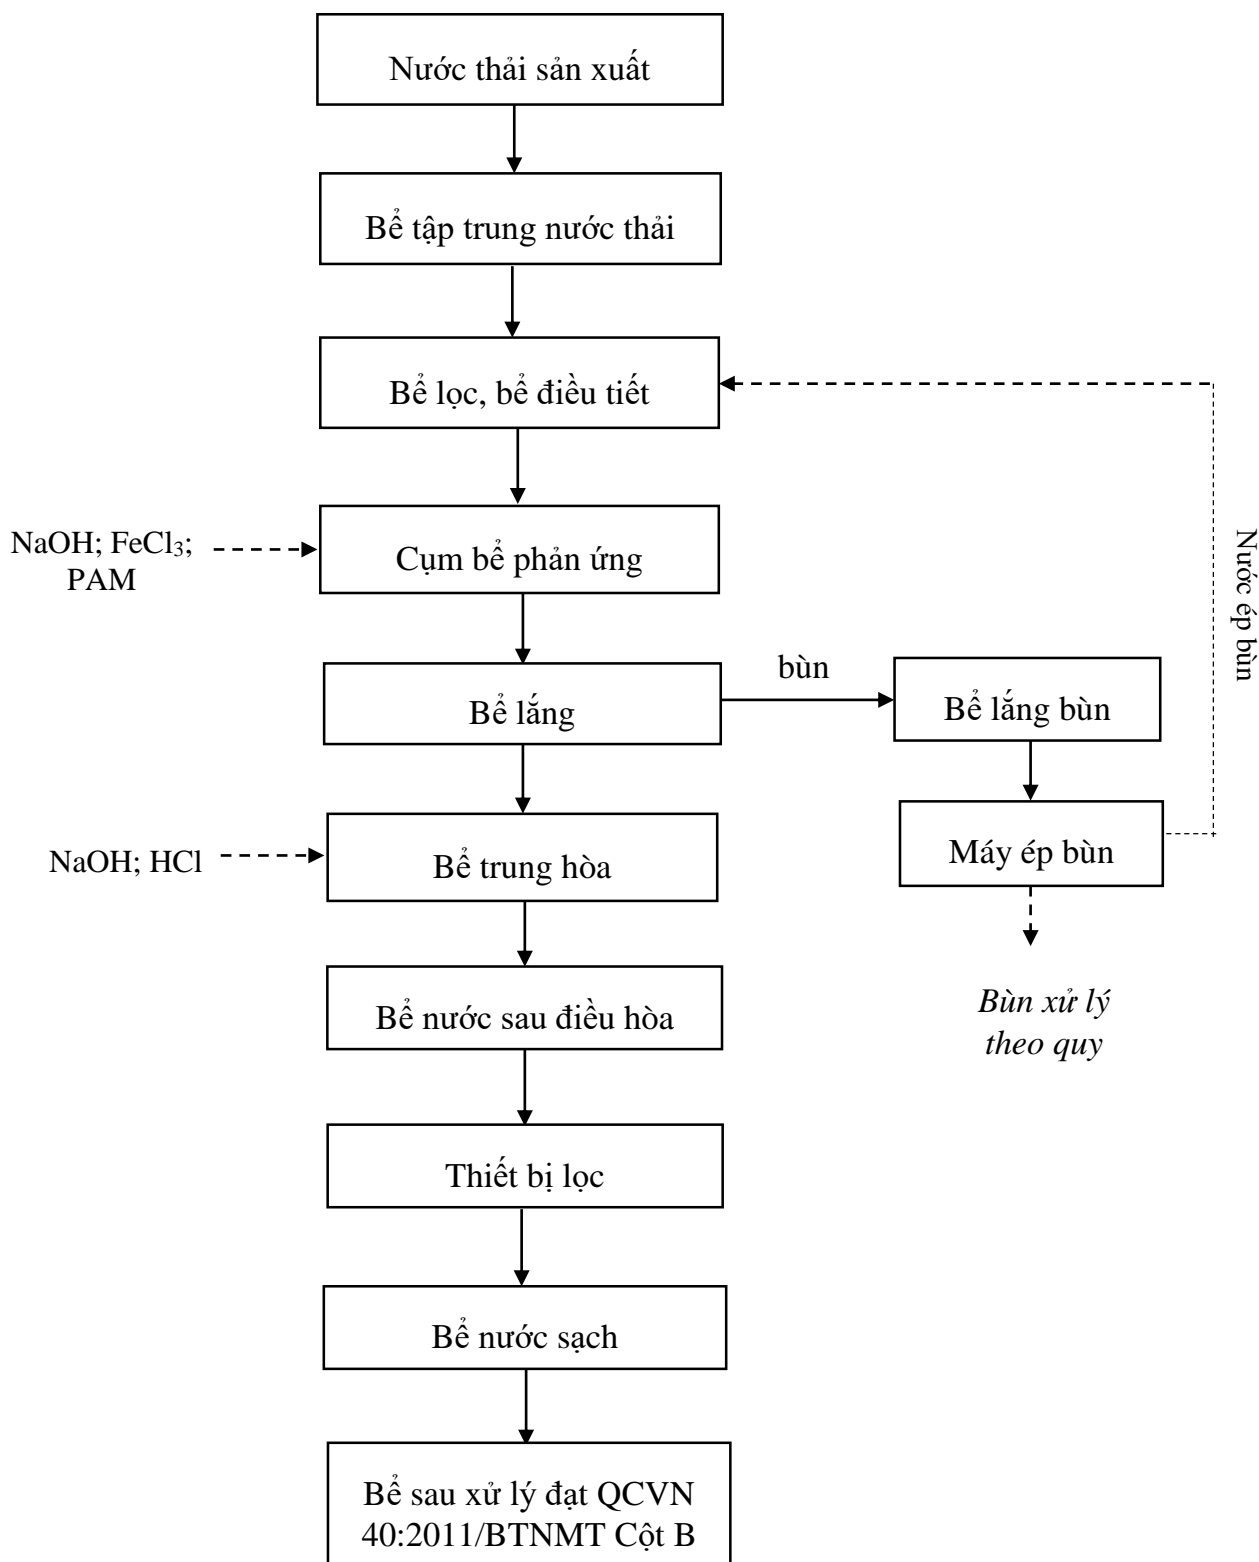 Nước thải sản xuất
Bể tập trung nước thải
Bể lọc, bể điều tiết
NaOH; FeCl₃;
PAM
Cụm bể phản ứng
Nước ép bùn
Bể lắng
bùn
Bể lắng bùn
NaOH; HCl
Bể trung hòa
Máy ép bùn
Bể nước sau điều hòa
Bùn xử lý
theo quy
Thiết bị lọc
Bể nước sạch
Bể sau xử lý đạt QCVN
40:2011/BTNMT Cột B